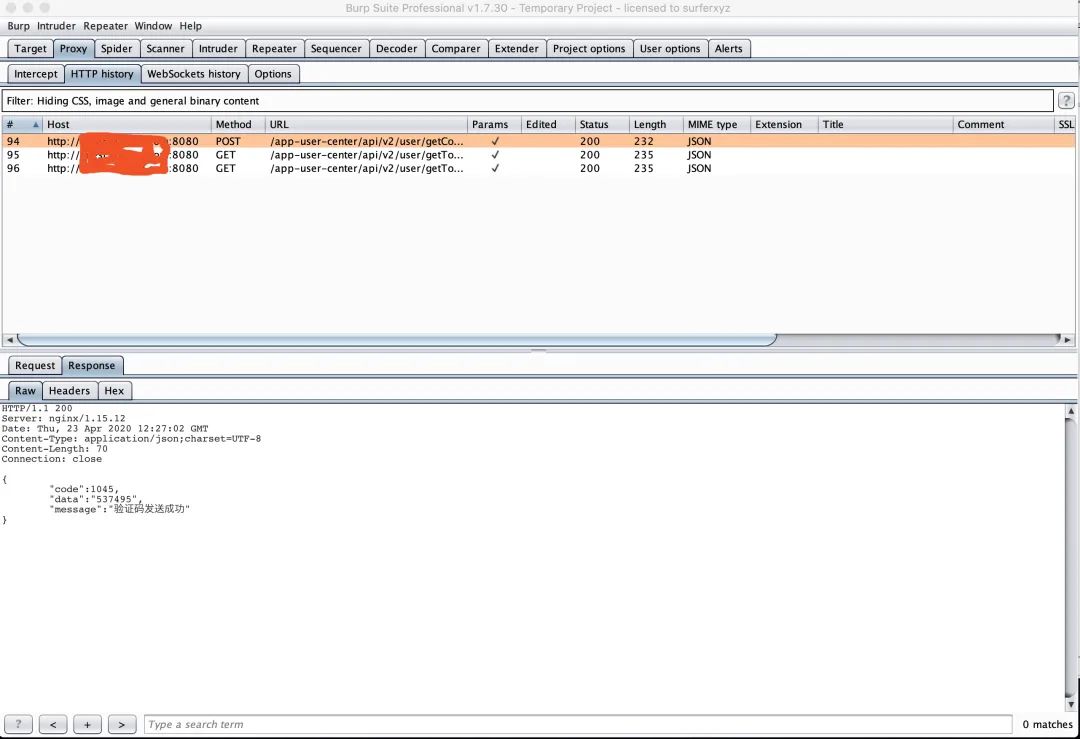 Burp Suite Professional v1.7.30 - Temporary Project - licensed to surferxyz
Burp Intruder Repeater Window Help
Target Proxy Spider Scanner Intruder Repeater Sequencer Decoder Comparer Extender Project options User options Alerts
Intercept HTTP history WebSockets history Options
Filter: Hiding CSS, image and general binary content ?
# Host Method URL Params Edited Status Length MIME type Extension Title Comment SSL
94 http:// :8080 POST /app-user-center/api/v2/user/getCo... ✓ 200 232 JSON
95 http:// :8080 GET /app-user-center/api/v2/user/getTo... ✓ 200 235 JSON
96 http:// :8080 GET /app-user-center/api/v2/user/getTo... ✓ 200 235 JSON
Request Response
Raw Headers Hex
HTTP/1.1 200
Server: nginx/1.15.12
Date: Thu, 23 Apr 2020 12:27:02 GMT
Content-Type: application/json;charset=UTF-8
Content-Length: 70
Connection: close
{
"code":1045,
"data":"537495",
"message":"验证码发送成功"
}
? < + > Type a search term 0 matches